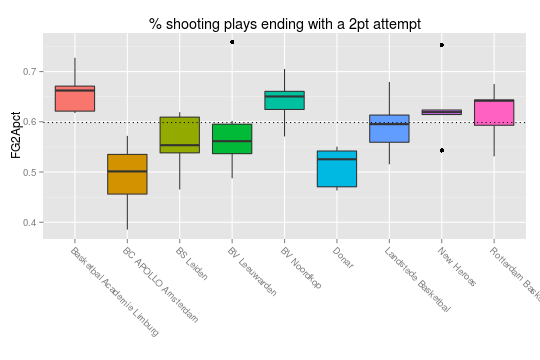 % shooting plays ending with a 2pt attempt
FG2Apct
0.7
0.6
0.5
0.4
Basketbal Academie Limburg
BC APOLLO Amsterdam
BS Leiden
BV Leeuwarden
BV Noordkop
Donar
Landstede Basketbal
New Heroes
Rotterdam Bask